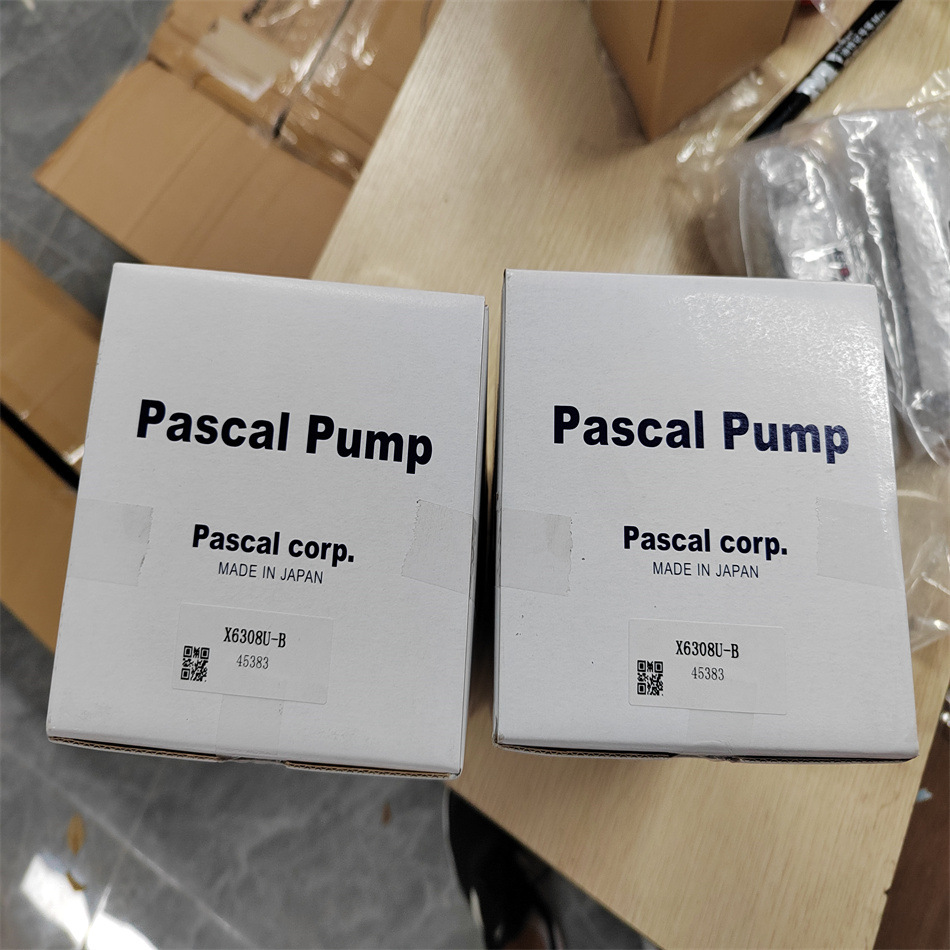 Pascal Pump
Pascal corp.
MADE IN JAPAN
X6308U-B
45383
Pascal Pump
Pascal corp.
MADE IN JAPAN
X6308U-B
45383